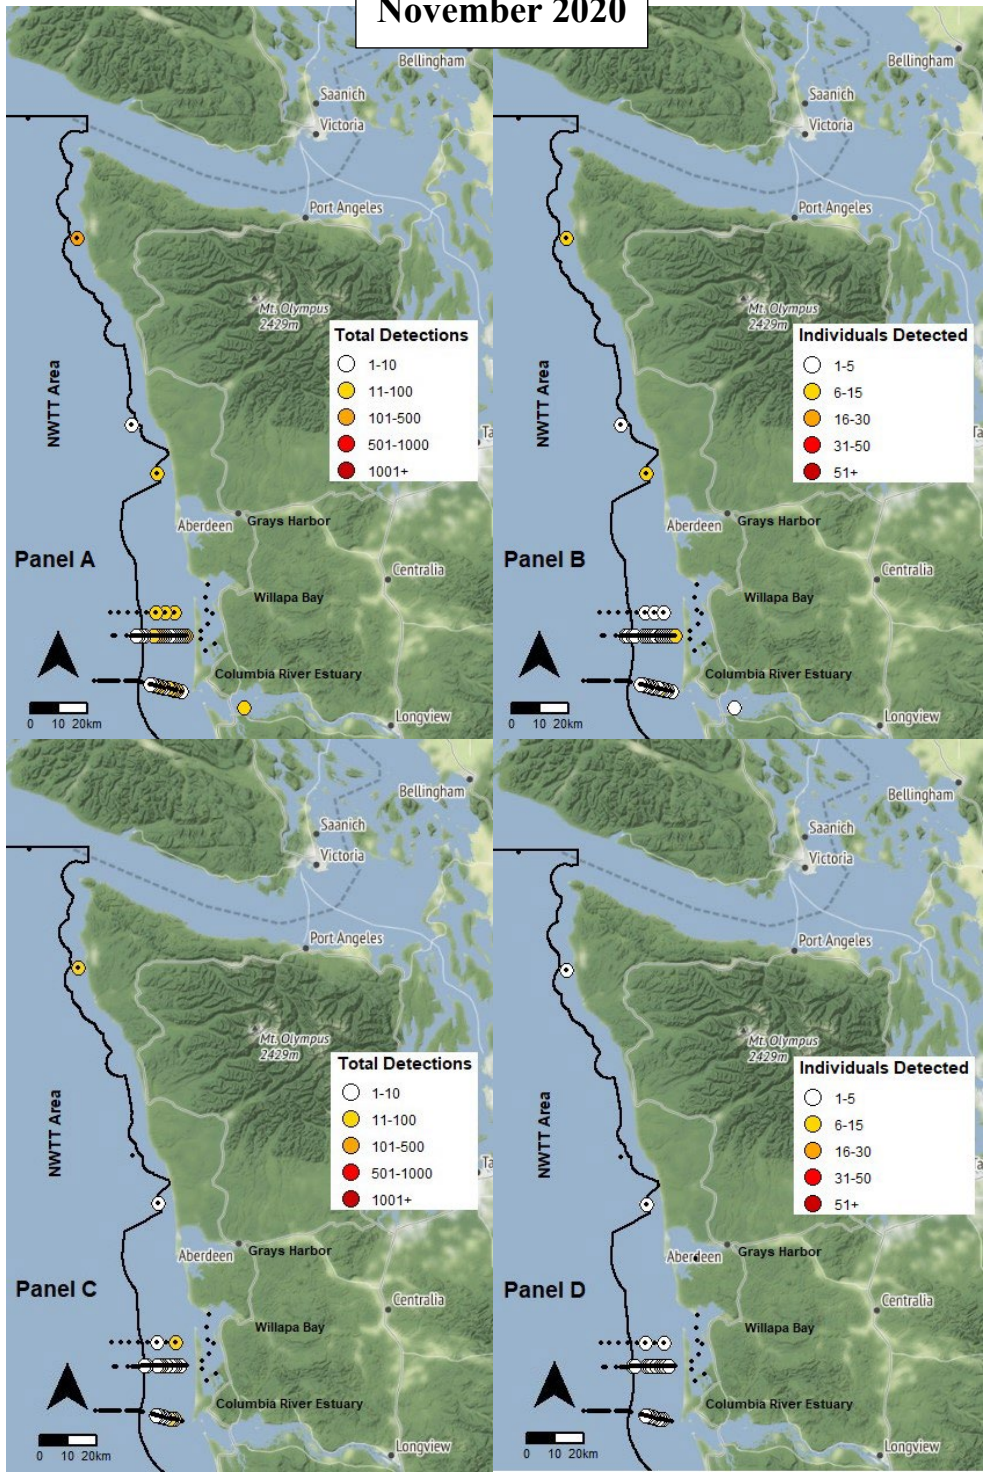 November 2020
Bellingham
Saanich
Victoria
Port Angeles
Mt. Olympus
2429m
Total Detections
1-10
11-100
101-500
501-1000
1001+
NWTT Area
Ta
Aberdeen
Grays Harbor
Panel A
Centralia
Willapa Bay
Columbia River Estuary
0 10 20km
Longview
Bellingham
Saanich
Victoria
Port Angeles
Mt. Olympus
2429m
Individuals Detected
1-5
6-15
16-30
31-50
51+
NWTT Area
Ta
Aberdeen
Grays Harbor
Panel B
Centralia
Willapa Bay
Columbia River Estuary
0 10 20km
Longview
Bellingham
Saanich
Victoria
Port Angeles
Mt. Olympus
2429m
Total Detections
1-10
11-100
101-500
501-1000
1001+
NWTT Area
Ta
Aberdeen
Grays Harbor
Panel C
Centralia
Willapa Bay
Columbia River Estuary
0 10 20km
Longview
Bellingham
Saanich
Victoria
Port Angeles
Mt. Olympus
2429m
Individuals Detected
1-5
6-15
16-30
31-50
51+
NWTT Area
Ta
Aberdeen
Grays Harbor
Panel D
Centralia
Willapa Bay
Columbia River Estuary
0 10 20km
Longview